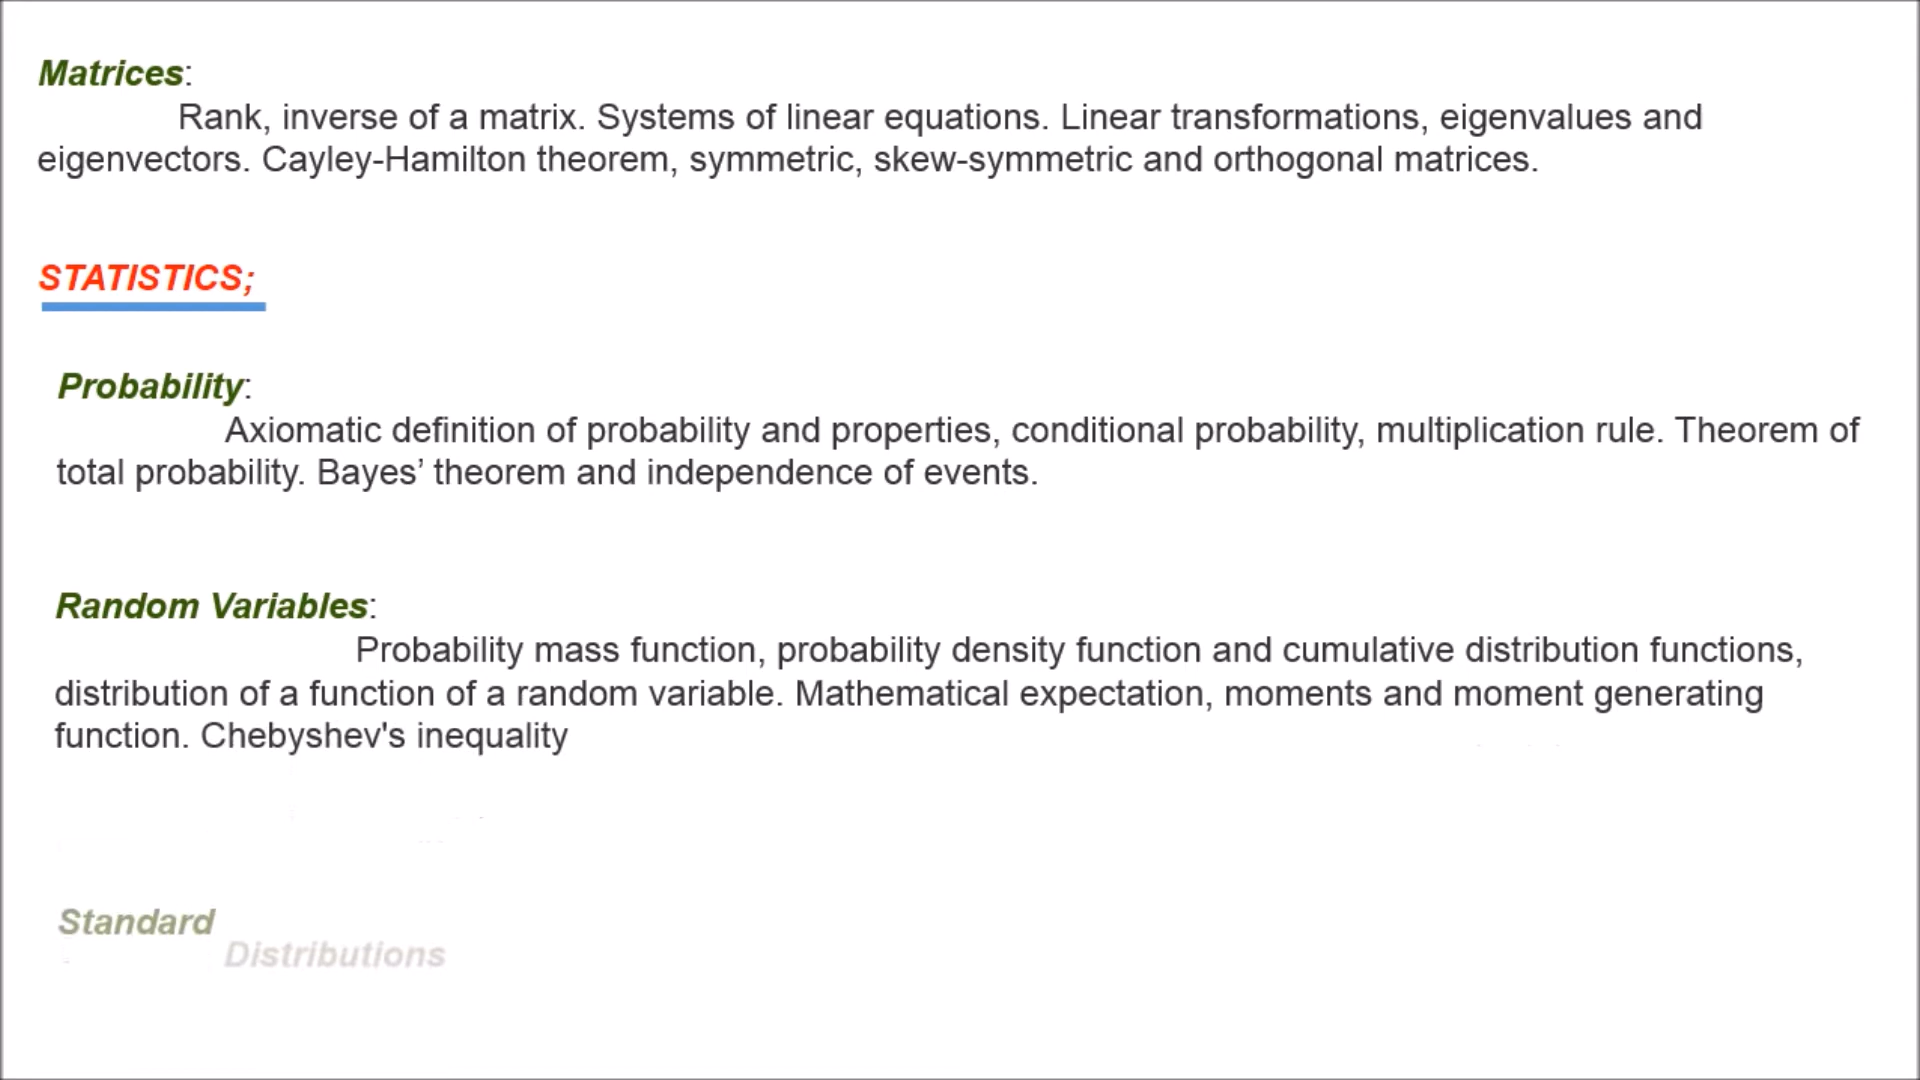 Matrices:
Rank, inverse of a matrix. Systems of linear equations. Linear transformations, eigenvalues and
eigenvectors. Cayley-Hamilton theorem, symmetric, skew-symmetric and orthogonal matrices.
STATISTICS;
Probability:
Axiomatic definition of probability and properties, conditional probability, multiplication rule. Theorem of
total probability. Bayes’ theorem and independence of events.
Random Variables:
Probability mass function, probability density function and cumulative distribution functions,
distribution of a function of a random variable. Mathematical expectation, moments and moment generating
function. Chebyshev's inequality
Standard
Distributions